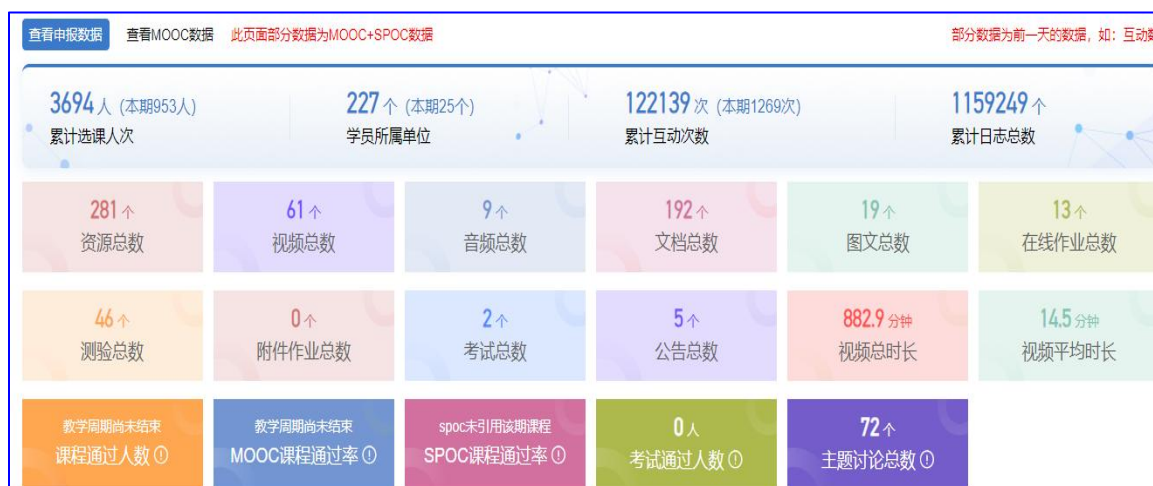 查看申报数据 查看MOOC数据 此页面部分数据为MOOC+SPOC数据 部分数据为前一天的数据，如：互动数
3694人（本期953人） 227个（本期25个） 122139次（本期1269次） 1159249个
累计选课人次 学员所属单位 累计互动次数 累计日志总数
281个 61个 9个 192个 19个 13个
资源总数 视频总数 音频总数 文档总数 图文总数 在线作业总数
46个 0个 2个 5个 882.9分钟 14.5分钟
测验总数 附件作业总数 考试总数 公告总数 视频总时长 视频平均时长
教学周期尚未结束 教学周期尚未结束 spoc未引用该期课程 0人 72个
课程通过人数 MOOC课程通过率 SPOC课程通过率 考试通过人数 主题讨论总数